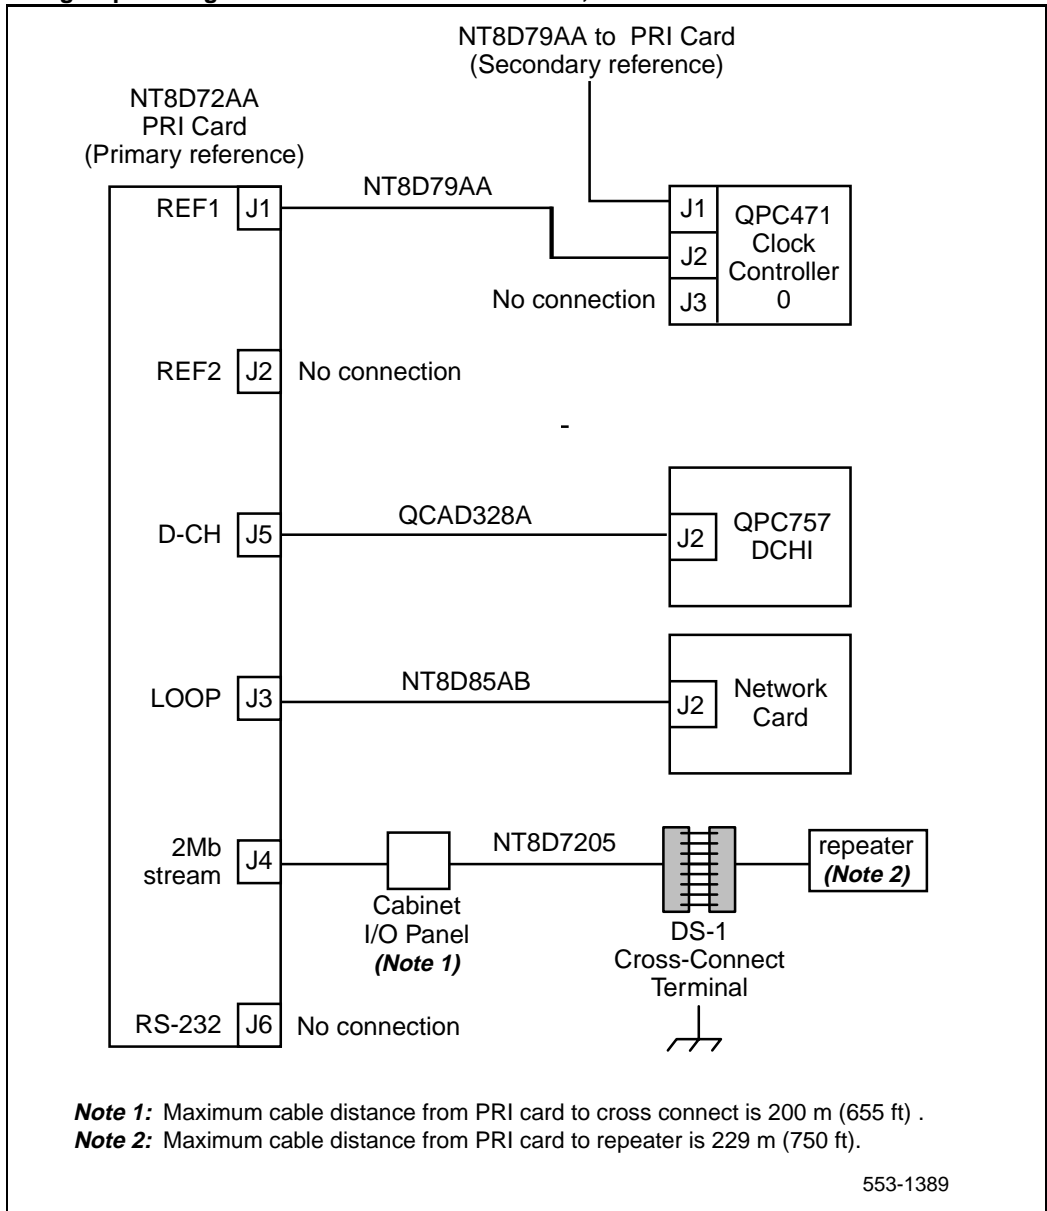 NT8D79AA to PRI Card
(Secondary reference)
NT8D72AA
PRI Card
(Primary reference)
NT8D79AA
REF1 J1
J1
J2
J3
QPC471
Clock
Controller
0
No connection
REF2 J2 No connection
-
QCAD328A
D-CH J5
J2
QPC757
DCHI
NT8D85AB
LOOP J3
J2
Network
Card
2Mb
stream
J4
NT8D7205
repeater
(Note 2)
Cabinet
I/O Panel
(Note 1)
DS-1
Cross-Connect
Terminal
RS-232 J6 No connection
Note 1: Maximum cable distance from PRI card to cross connect is 200 m (655 ft) .
Note 2: Maximum cable distance from PRI card to repeater is 229 m (750 ft).
553-1389